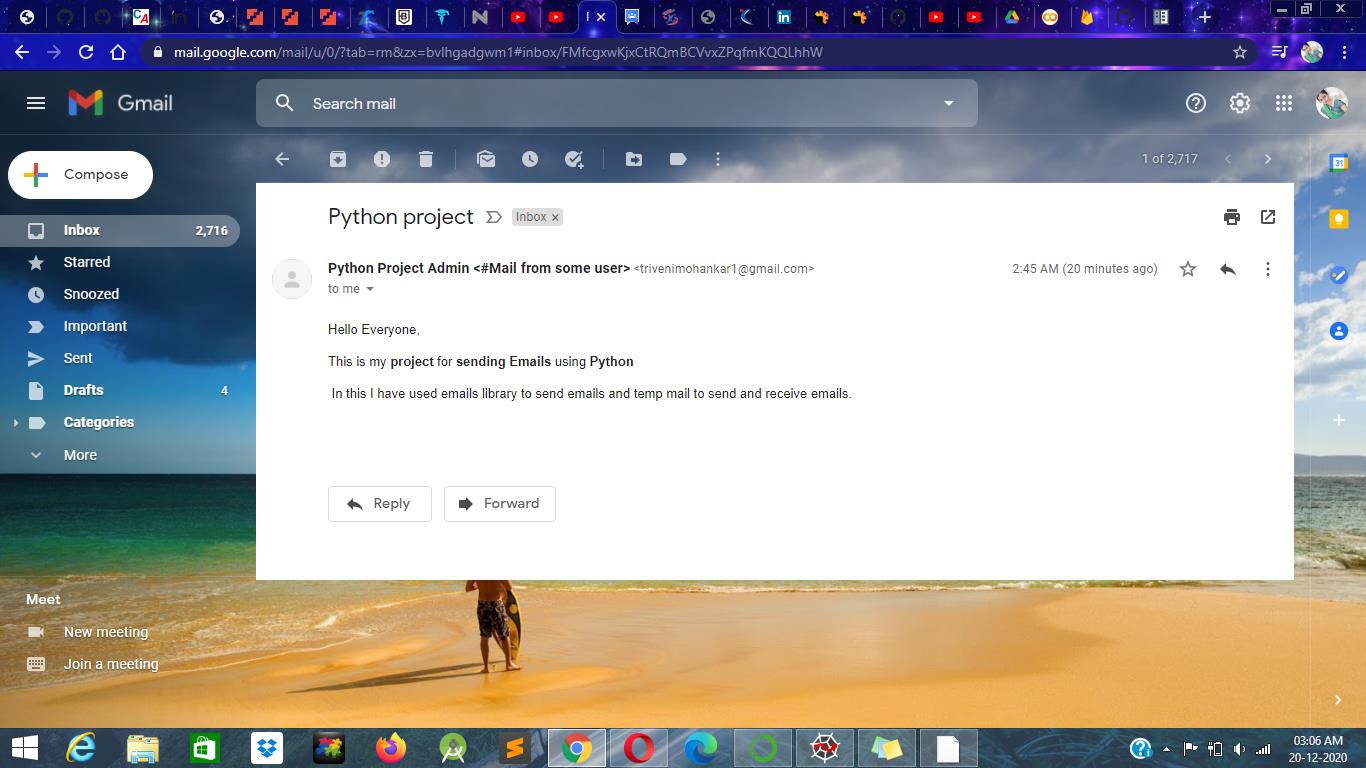 mail.google.com/mail/u/0/?tab=rm&zx=bvlhgadgwm1#inbox/FMfcgxwKjxCtRQmBCVvxZPqfmKQQLhhW
Gmail
Search mail
Compose
1 of 2,717
Inbox 2,716
Starred
Snoozed
Important
Sent
Drafts 4
Categories
More
Python project Inbox ×
Python Project Admin <#Mail from some user> <trivenimohankar1@gmail.com> 2:45 AM (20 minutes ago)
to me
Hello Everyone,
This is my project for sending Emails using Python
In this I have used emails library to send emails and temp mail to send and receive emails.
Reply Forward
Meet
New meeting
Join a meeting
03:06 AM
20-12-2020